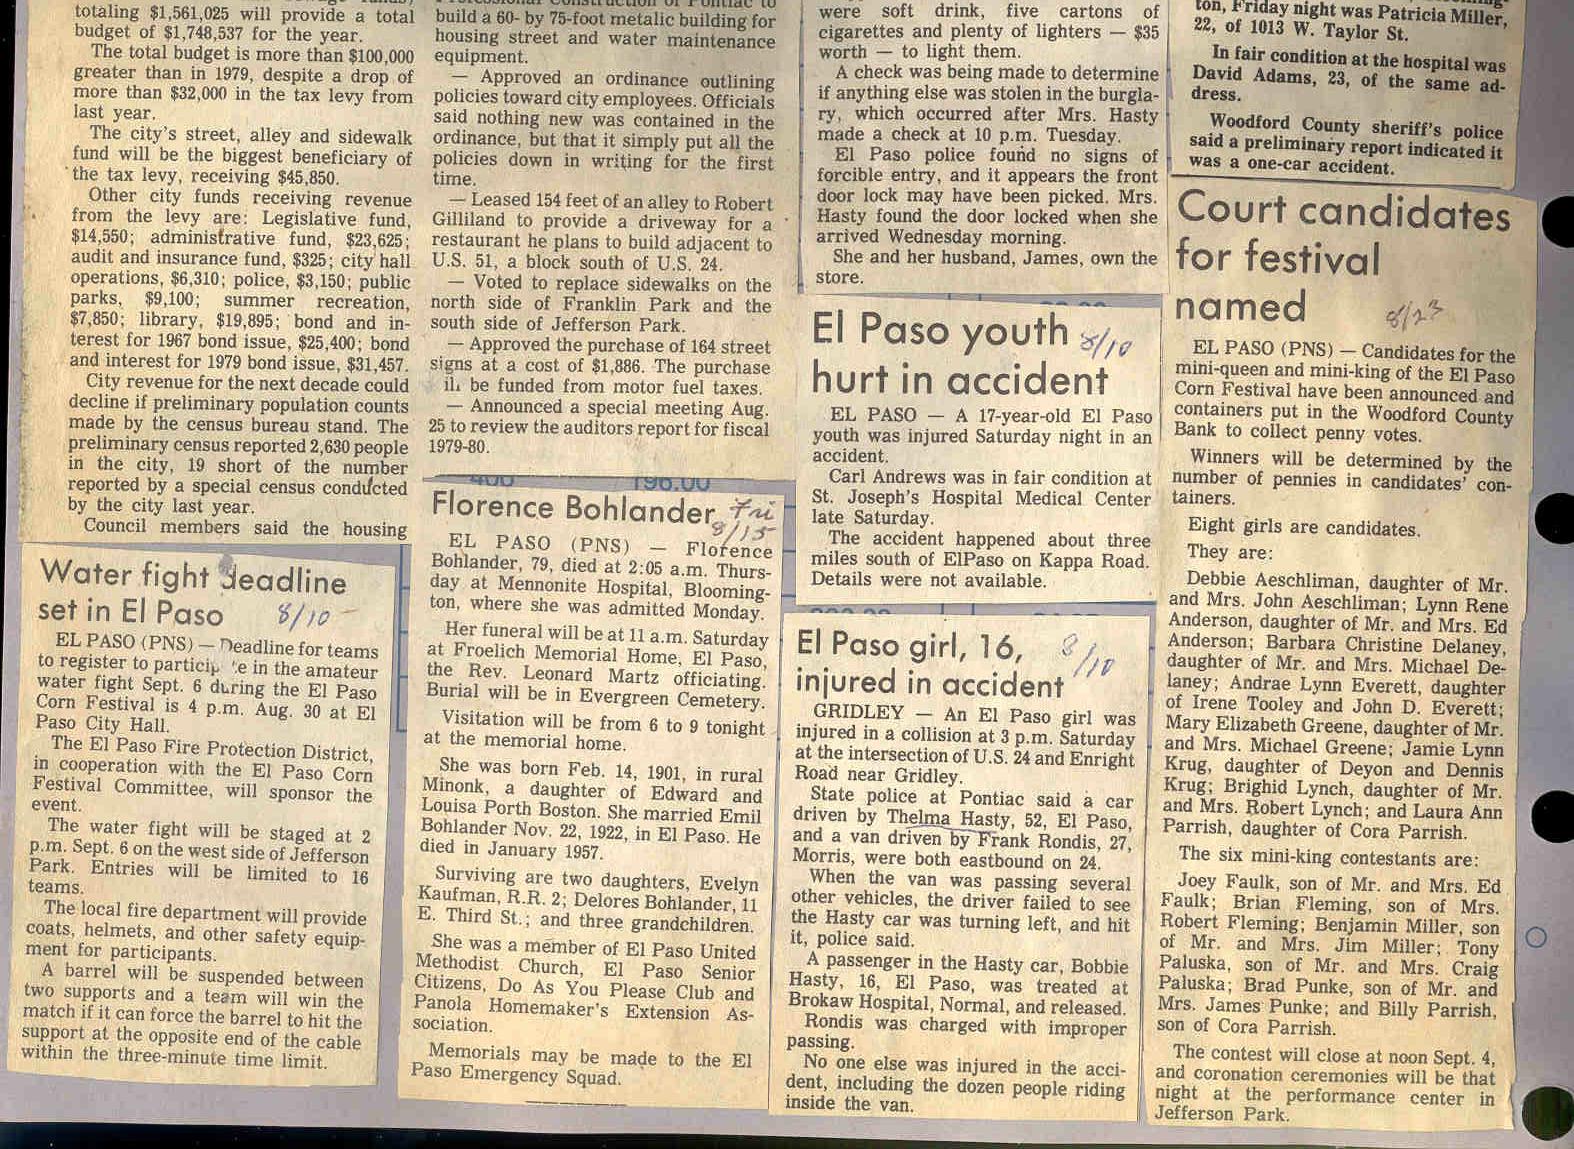 totaling $1,561,025 will provide a total
budget of $1,748,537 for the year.
The total budget is more than $100,000
greater than in 1979, despite a drop of
more than $32,000 in the tax levy from
last year.
The city's street, alley and sidewalk
fund will be the biggest beneficiary of
the tax levy, receiving $45,850.
Other city funds receiving revenue
from the levy are: Legislative fund,
$14,550; administrative fund, $23,625;
audit and insurance fund, $325; city hall
operations, $6,310; police, $3,150; public
parks, $9,100; summer recreation,
$7,850; library, $19,895; bond and in-
terest for 1967 bond issue, $25,400; bond
and interest for 1979 bond issue, $31,457.
City revenue for the next decade could
decline if preliminary population counts
made by the census bureau stand. The
preliminary census reported 2,630 people
in the city, 19 short of the number
reported by a special census conducted
by the city last year.
Council members said the housing
Water fight deadline
set in El Paso 8/10
EL PASO (PNS) — Deadline for teams
to register to particip te in the amateur
water fight Sept. 6 during the El Paso
Corn Festival is 4 p.m. Aug. 30 at El
Paso City Hall.
The El Paso Fire Protection District,
in cooperation with the El Paso Corn
Festival Committee, will sponsor the
event.
The water fight will be staged at 2
p.m. Sept. 6 on the west side of Jefferson
Park. Entries will be limited to 16
teams.
The local fire department will provide
coats, helmets, and other safety equip-
ment for participants.
A barrel will be suspended between
two supports and a team will win the
match if it can force the barrel to hit the
support at the opposite end of the cable
within the three-minute time limit.
Professional Construction of Pontiac to
build a 60- by 75-foot metalic building for
housing street and water maintenance
equipment.
— Approved an ordinance outlining
policies toward city employees. Officials
said nothing new was contained in the
ordinance, but that it simply put all the
policies down in writing for the first
time.
— Leased 154 feet of an alley to Robert
Gilliland to provide a driveway for a
restaurant he plans to build adjacent to
U.S. 51, a block south of U.S. 24.
— Voted to replace sidewalks on the
north side of Franklin Park and the
south side of Jefferson Park.
— Approved the purchase of 164 street
signs at a cost of $1,886. The purchase
ill be funded from motor fuel taxes.
— Announced a special meeting Aug.
25 to review the auditors report for fiscal
1979-80.
400 196.00
Florence Bohlander Fri
8/15
EL PASO (PNS) — Florence
Bohlander, 79, died at 2:05 a.m. Thurs-
day at Mennonite Hospital, Blooming-
ton, where she was admitted Monday.
Her funeral will be at 11 a.m. Saturday
at Froelich Memorial Home, El Paso,
the Rev. Leonard Martz officiating.
Burial will be in Evergreen Cemetery.
Visitation will be from 6 to 9 tonight
at the memorial home.
She was born Feb. 14, 1901, in rural
Minonk, a daughter of Edward and
Louisa Porth Boston. She married Emil
Bohlander Nov. 22, 1922, in El Paso. He
died in January 1957.
Surviving are two daughters, Evelyn
Kaufman, R.R. 2; Delores Bohlander, 11
E. Third St.; and three grandchildren.
She was a member of El Paso United
Methodist Church, El Paso Senior
Citizens, Do As You Please Club and
Panola Homemaker's Extension As-
sociation.
Memorials may be made to the El
Paso Emergency Squad.
were soft drink, five cartons of
cigarettes and plenty of lighters — $35
worth — to light them.
A check was being made to determine
if anything else was stolen in the burgla-
ry, which occurred after Mrs. Hasty
made a check at 10 p.m. Tuesday.
El Paso police found no signs of
forcible entry, and it appears the front
door lock may have been picked. Mrs.
Hasty found the door locked when she
arrived Wednesday morning.
She and her husband, James, own the
store.
El Paso youth 8/10
hurt in accident
EL PASO — A 17-year-old El Paso
youth was injured Saturday night in an
accident.
Carl Andrews was in fair condition at
St. Joseph's Hospital Medical Center
late Saturday.
The accident happened about three
miles south of ElPaso on Kappa Road.
Details were not available.
El Paso girl, 16, 8/10
injured in accident
GRIDLEY — An El Paso girl was
injured in a collision at 3 p.m. Saturday
at the intersection of U.S. 24 and Enright
Road near Gridley.
State police at Pontiac said a car
driven by Thelma Hasty, 52, El Paso,
and a van driven by Frank Rondis, 27,
Morris, were both eastbound on 24.
When the van was passing several
other vehicles, the driver failed to see
the Hasty car was turning left, and hit
it, police said.
A passenger in the Hasty car, Bobbie
Hasty, 16, El Paso, was treated at
Brokaw Hospital, Normal, and released.
Rondis was charged with improper
passing.
No one else was injured in the acci-
dent, including the dozen people riding
inside the van.
ton, Friday night was Patricia Miller,
22, of 1013 W. Taylor St.
In fair condition at the hospital was
David Adams, 23, of the same ad-
dress.
Woodford County sheriff's police
said a preliminary report indicated it
was a one-car accident.
Court candidates
for festival
named 8/23
EL PASO (PNS) — Candidates for the
mini-queen and mini-king of the El Paso
Corn Festival have been announced and
containers put in the Woodford County
Bank to collect penny votes.
Winners will be determined by the
number of pennies in candidates' con-
tainers.
Eight girls are candidates.
They are:
Debbie Aeschliman, daughter of Mr.
and Mrs. John Aeschliman; Lynn Rene
Anderson, daughter of Mr. and Mrs. Ed
Anderson; Barbara Christine Delaney,
daughter of Mr. and Mrs. Michael De-
laney; Andrae Lynn Everett, daughter
of Irene Tooley and John D. Everett;
Mary Elizabeth Greene, daughter of Mr.
and Mrs. Michael Greene; Jamie Lynn
Krug, daughter of Deyon and Dennis
Krug; Brighid Lynch, daughter of Mr.
and Mrs. Robert Lynch; and Laura Ann
Parrish, daughter of Cora Parrish.
The six mini-king contestants are:
Joey Faulk, son of Mr. and Mrs. Ed
Faulk; Brian Fleming, son of Mrs.
Robert Fleming; Benjamin Miller, son
of Mr. and Mrs. Jim Miller; Tony
Paluska, son of Mr. and Mrs. Craig
Paluska; Brad Punke, son of Mr. and
Mrs. James Punke; and Billy Parrish,
son of Cora Parrish.
The contest will close at noon Sept. 4,
and coronation ceremonies will be that
night at the performance center in
Jefferson Park.